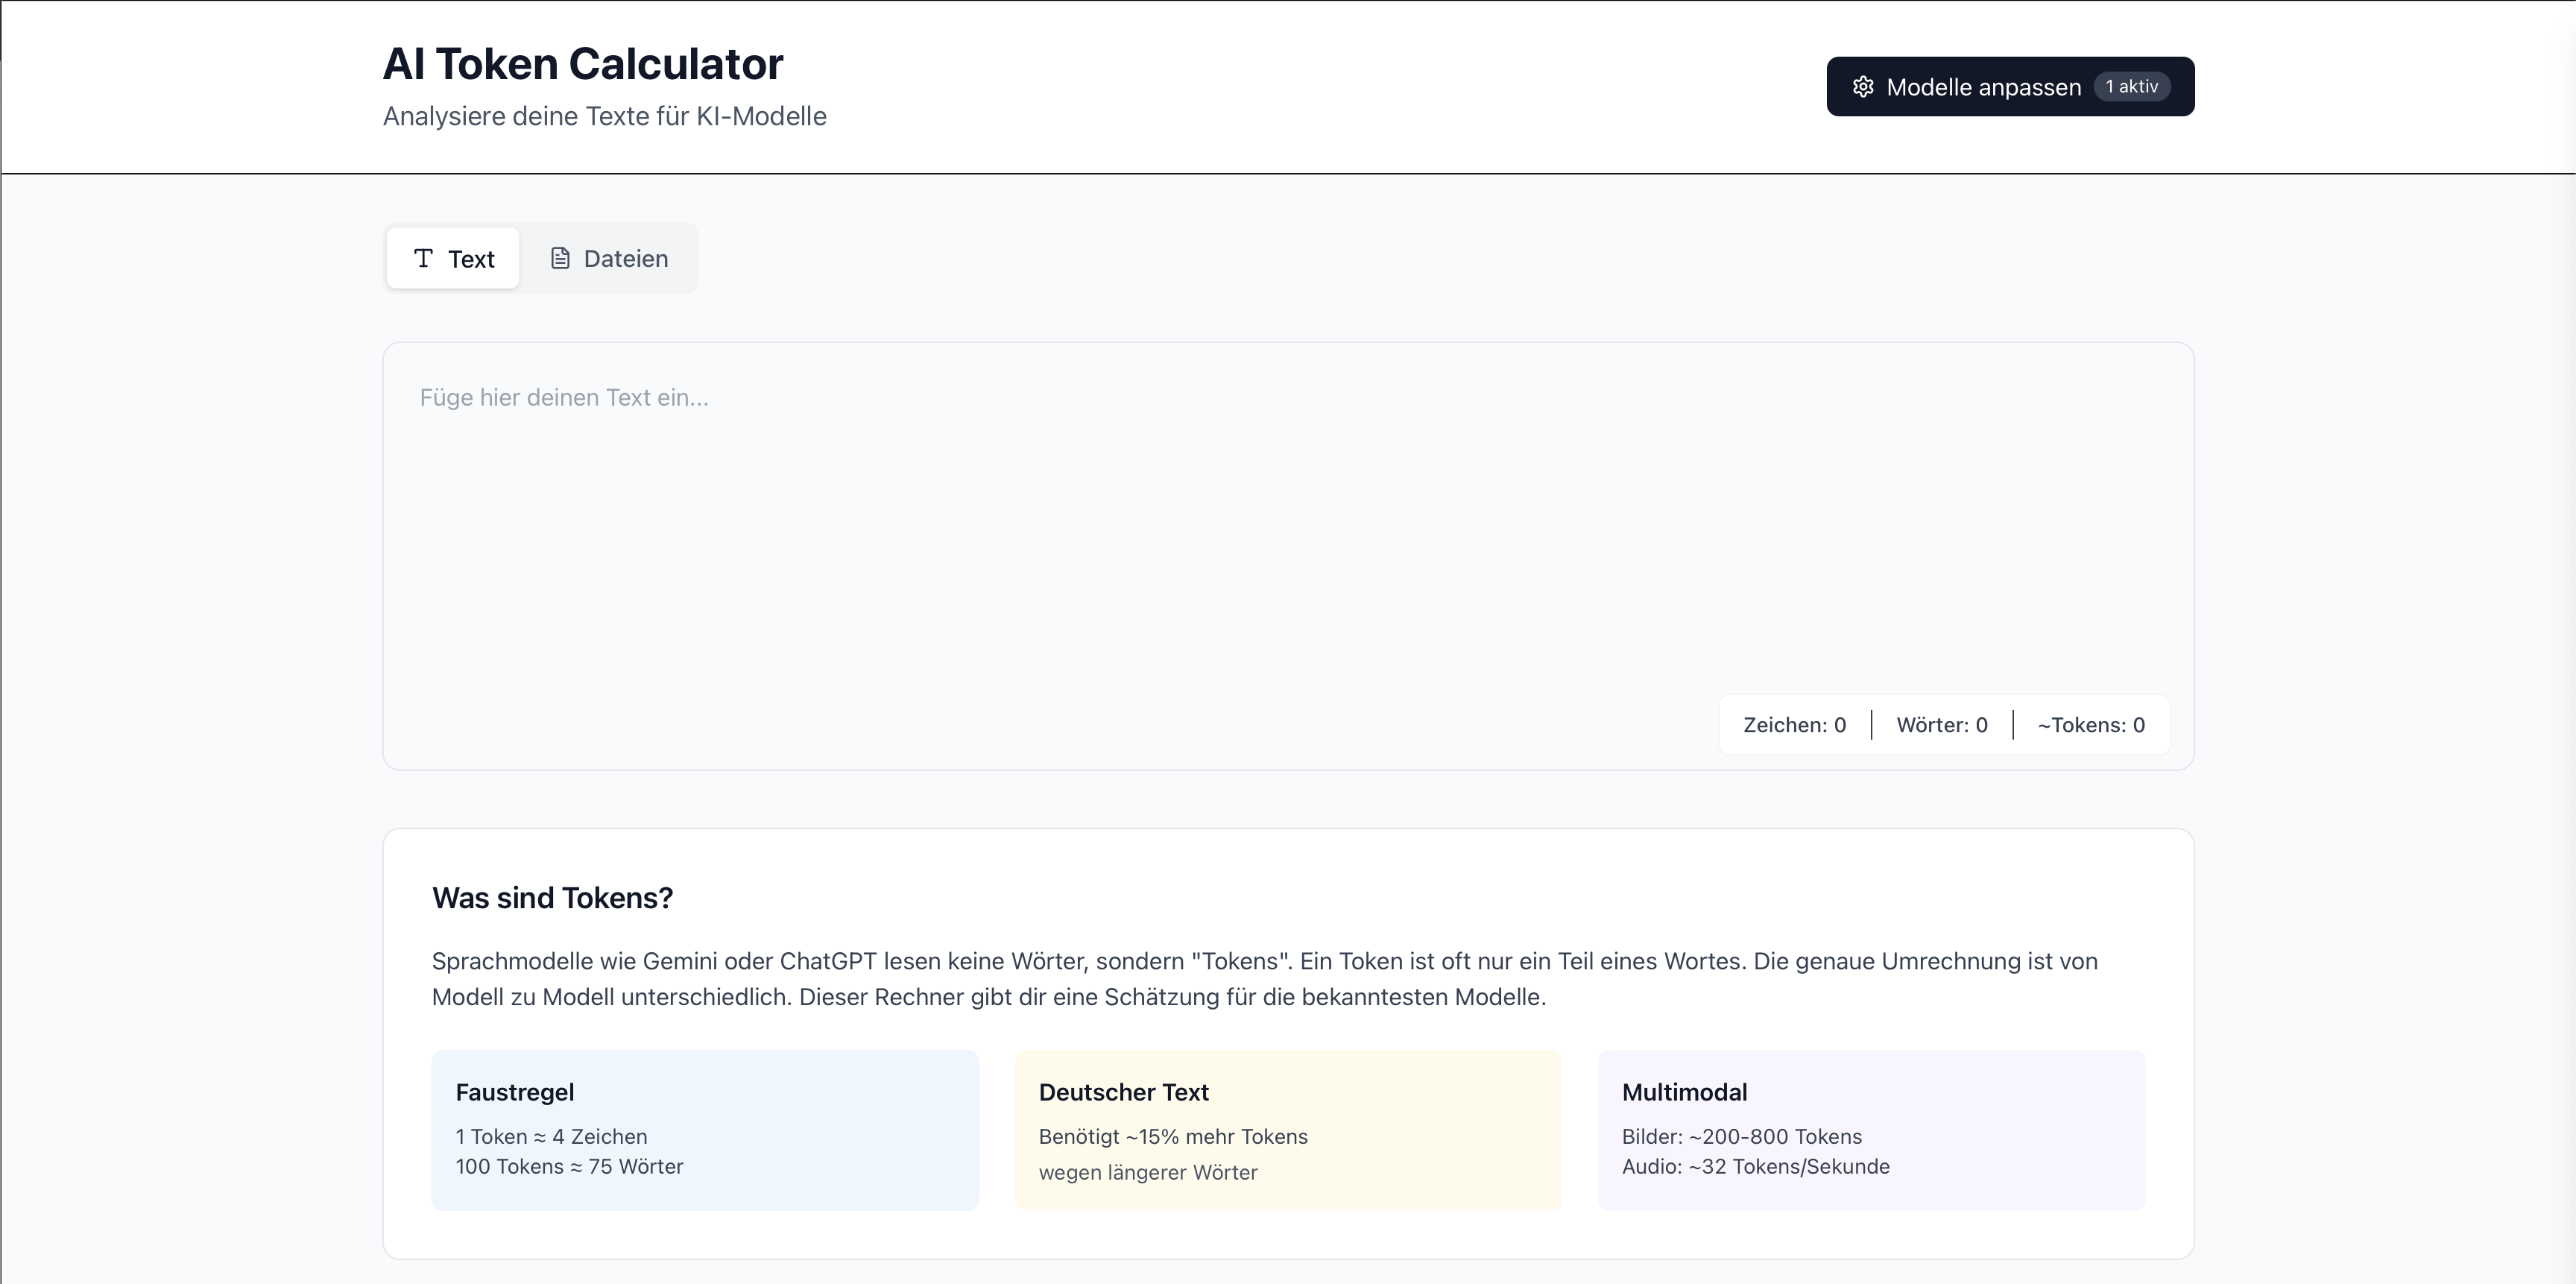 AI Token Calculator
Analysiere deine Texte für KI-Modelle
Modelle anpassen 1 aktiv
Text Dateien
Füge hier deinen Text ein...
Zeichen: 0 Wörter: 0 ~Tokens: 0
Was sind Tokens?
Sprachmodelle wie Gemini oder ChatGPT lesen keine Wörter, sondern "Tokens". Ein Token ist oft nur ein Teil eines Wortes. Die genaue Umrechnung ist von
Modell zu Modell unterschiedlich. Dieser Rechner gibt dir eine Schätzung für die bekanntesten Modelle.
Faustregel
1 Token ≈ 4 Zeichen
100 Tokens ≈ 75 Wörter
Deutscher Text
Benötigt ~15% mehr Tokens
wegen längerer Wörter
Multimodal
Bilder: ~200-800 Tokens
Audio: ~32 Tokens/Sekunde